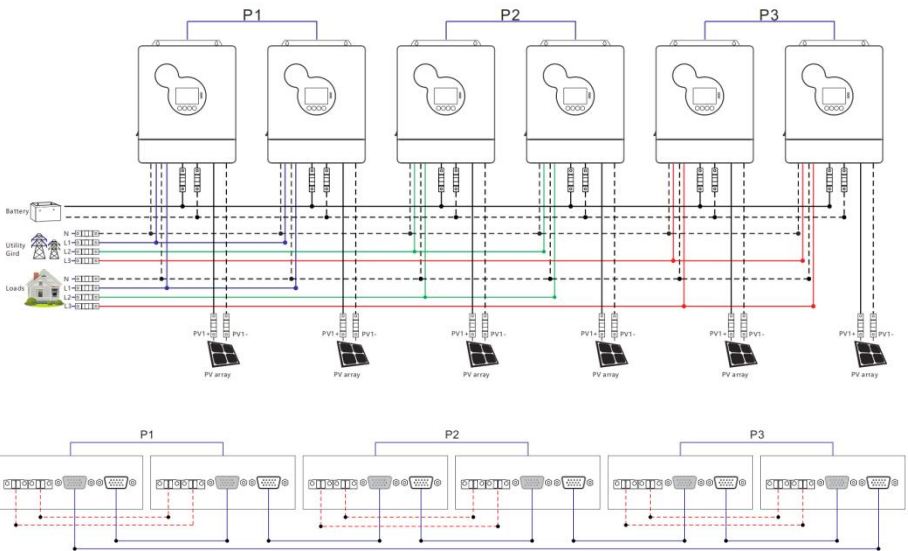 P1 P2 P3
Battery
N
L1
Utility
L2
Gird
L3
N
Loads
L1
L2
L3
PV1+ PV1- PV1+ PV1- PV1+ PV1- PV1+ PV1- PV1+ PV1- PV1+ PV1-
PV array PV array PV array PV array PV array PV array
P1 P2 P3